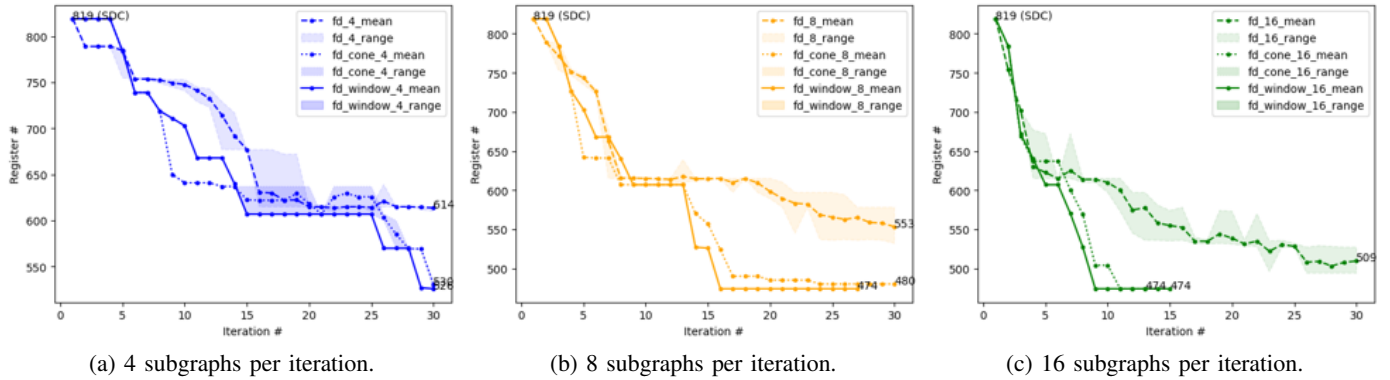 819 (SDC)
fd_4_mean
fd_4_range
fd_cone_4_mean
fd_cone_4_range
fd_window_4_mean
fd_window_4_range
Register #
800
750
700
650
600
550
614
0 5 10 15 20 25 30
Iteration #
(a) 4 subgraphs per iteration.
819 (SDC)
fd_8_mean
fd_8_range
fd_cone_8_mean
fd_cone_8_range
fd_window_8_mean
fd_window_8_range
Register #
800
750
700
650
600
550
500
553
474
480
0 5 10 15 20 25 30
Iteration #
(b) 8 subgraphs per iteration.
819 (SDC)
fd_16_mean
fd_16_range
fd_cone_16_mean
fd_cone_16_range
fd_window_16_mean
fd_window_16_range
Register #
800
750
700
650
600
550
500
509
474 474
0 5 10 15 20 25 30
Iteration #
(c) 16 subgraphs per iteration.